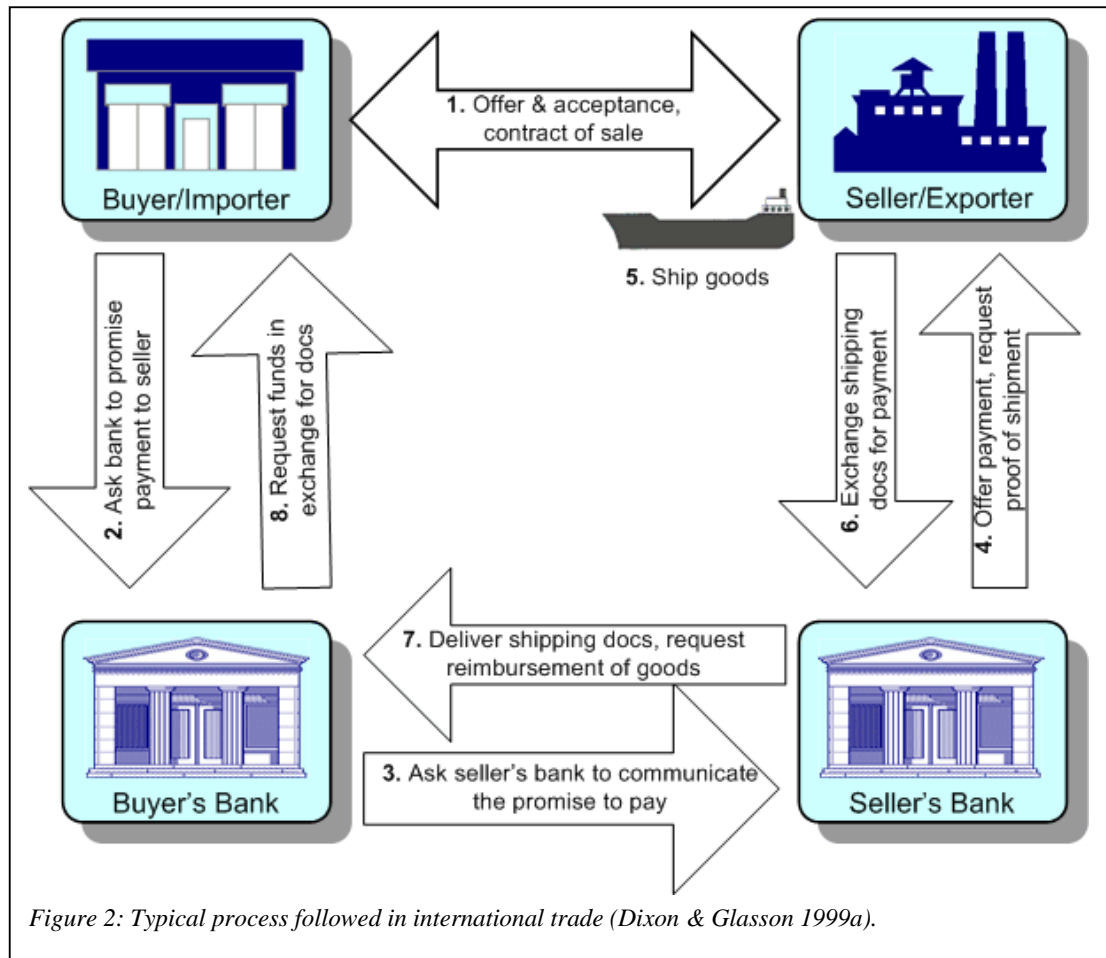 1. Offer & acceptance,
contract of sale
Buyer/Importer
Seller/Exporter
5. Ship goods
2. Ask bank to promise
payment to seller
8. Request funds in
exchange for docs
6. Exchange shipping
docs for payment
4. Offer payment, request
proof of shipment
7. Deliver shipping docs, request
reimbursement of goods
3. Ask seller's bank to communicate
the promise to pay
Buyer's Bank
Seller's Bank
Figure 2: Typical process followed in international trade (Dixon & Glasson 1999a).